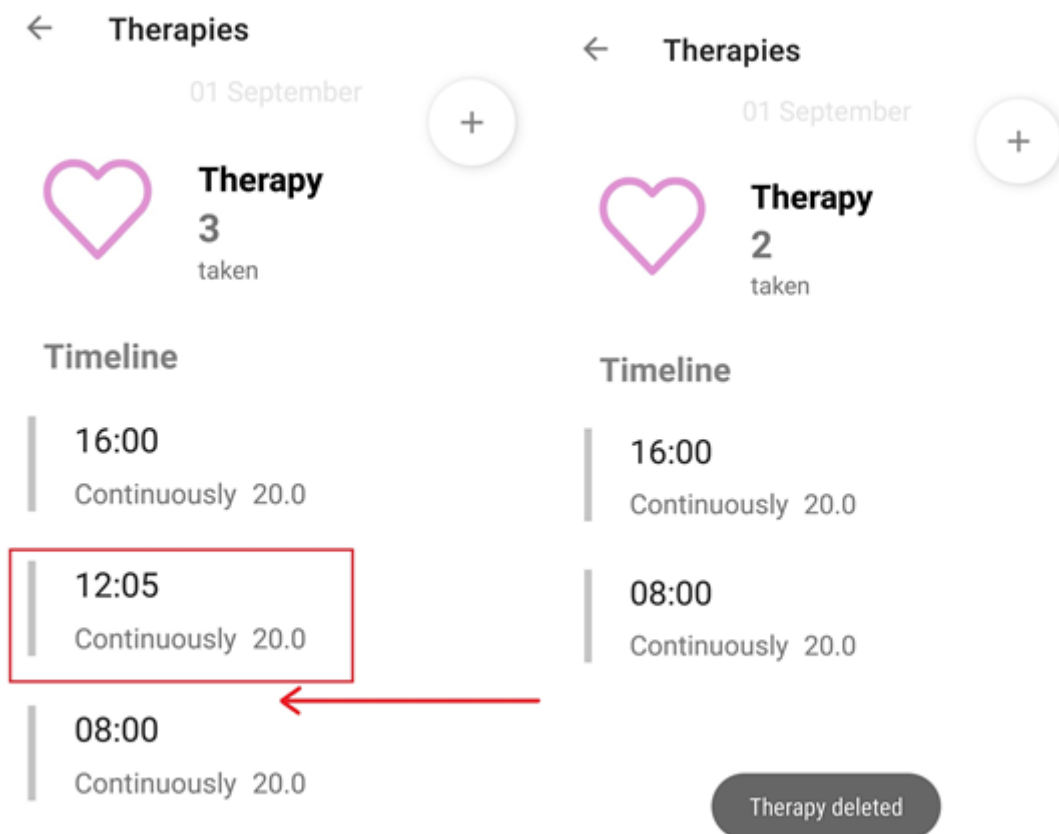 Therapies
01 September
+
Therapy
3
taken
Timeline
16:00
Continuously 20.0
12:05
Continuously 20.0
08:00
Continuously 20.0
Therapies
01 September
+
Therapy
2
taken
Timeline
16:00
Continuously 20.0
08:00
Continuously 20.0
Therapy deleted